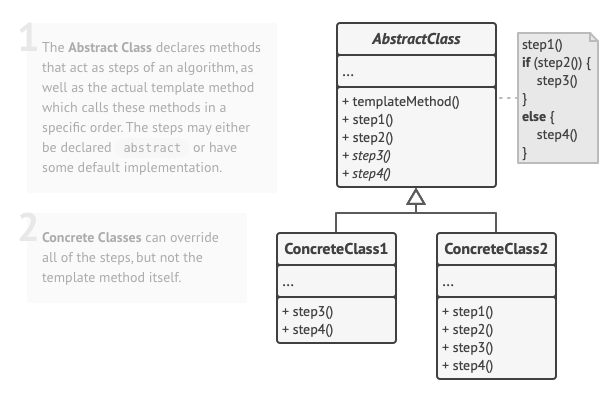 1
The Abstract Class declares methods
that act as steps of an algorithm, as
well as the actual template method
which calls these methods in a
specific order. The steps may either
be declared abstract or have
some default implementation.
2
Concrete Classes can override
all of the steps, but not the
template method itself.
AbstractClass
...
+ templateMethod()
+ step1()
+ step2()
+ step3()
+ step4()
step1()
if (step2()) {
step3()
}
else {
step4()
}
ConcreteClass1
...
+ step3()
+ step4()
ConcreteClass2
...
+ step1()
+ step2()
+ step3()
+ step4()